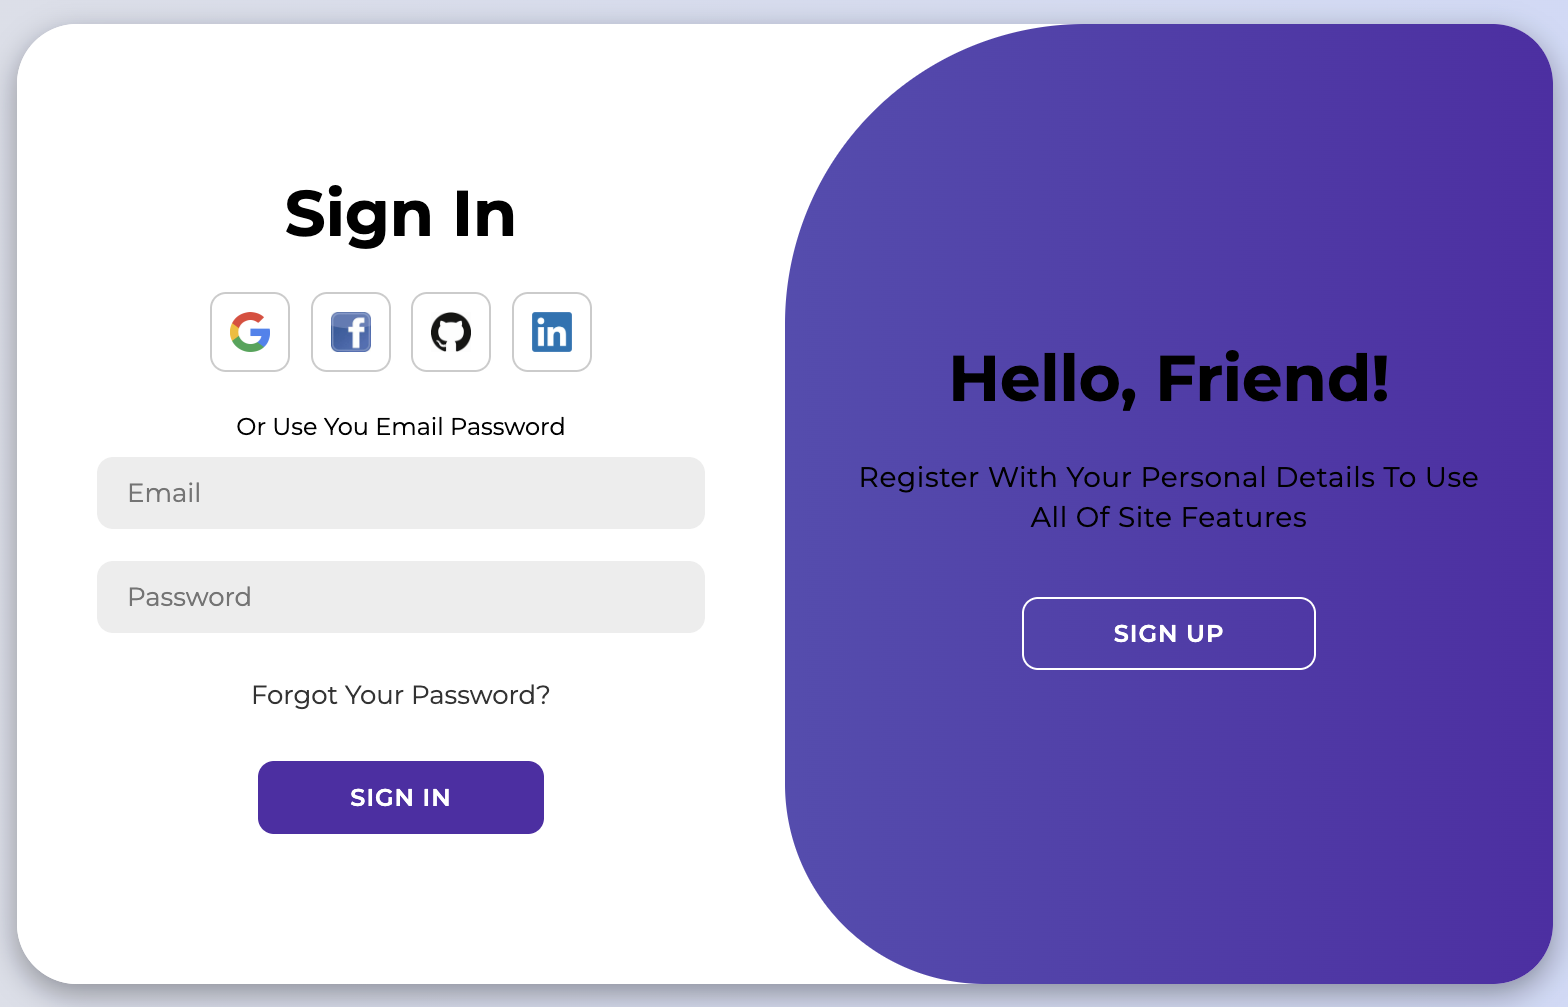 Sign In
Or Use You Email Password
Email
Password
Forgot Your Password?
SIGN IN
Hello, Friend!
Register With Your Personal Details To Use
All Of Site Features
SIGN UP